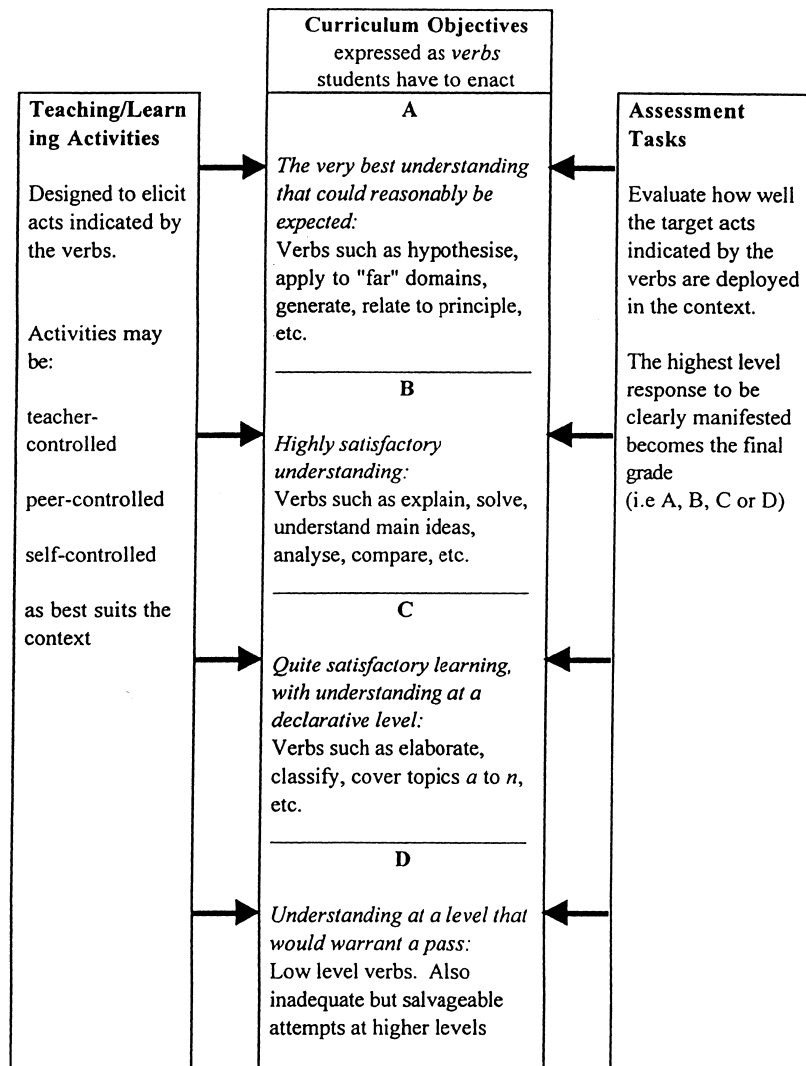 Curriculum Objectives
expressed as verbs
students have to enact
Teaching/Learn
ing Activities
Designed to elicit
acts indicated by
the verbs.
Activities may
be:
teacher-
controlled
peer-controlled
self-controlled
as best suits the
context
A
The very best understanding
that could reasonably be
expected:
Verbs such as hypothesise,
apply to "far" domains,
generate, relate to principle,
etc.
B
Highly satisfactory
understanding:
Verbs such as explain, solve,
understand main ideas,
analyse, compare, etc.
C
Quite satisfactory learning,
with understanding at a
declarative level:
Verbs such as elaborate,
classify, cover topics a to n,
etc.
D
Understanding at a level that
would warrant a pass:
Low level verbs. Also
inadequate but salvageable
attempts at higher levels
Assessment
Tasks
Evaluate how well
the target acts
indicated by the
verbs are deployed
in the context.
The highest level
response to be
clearly manifested
becomes the final
grade
(i.e A, B, C or D)